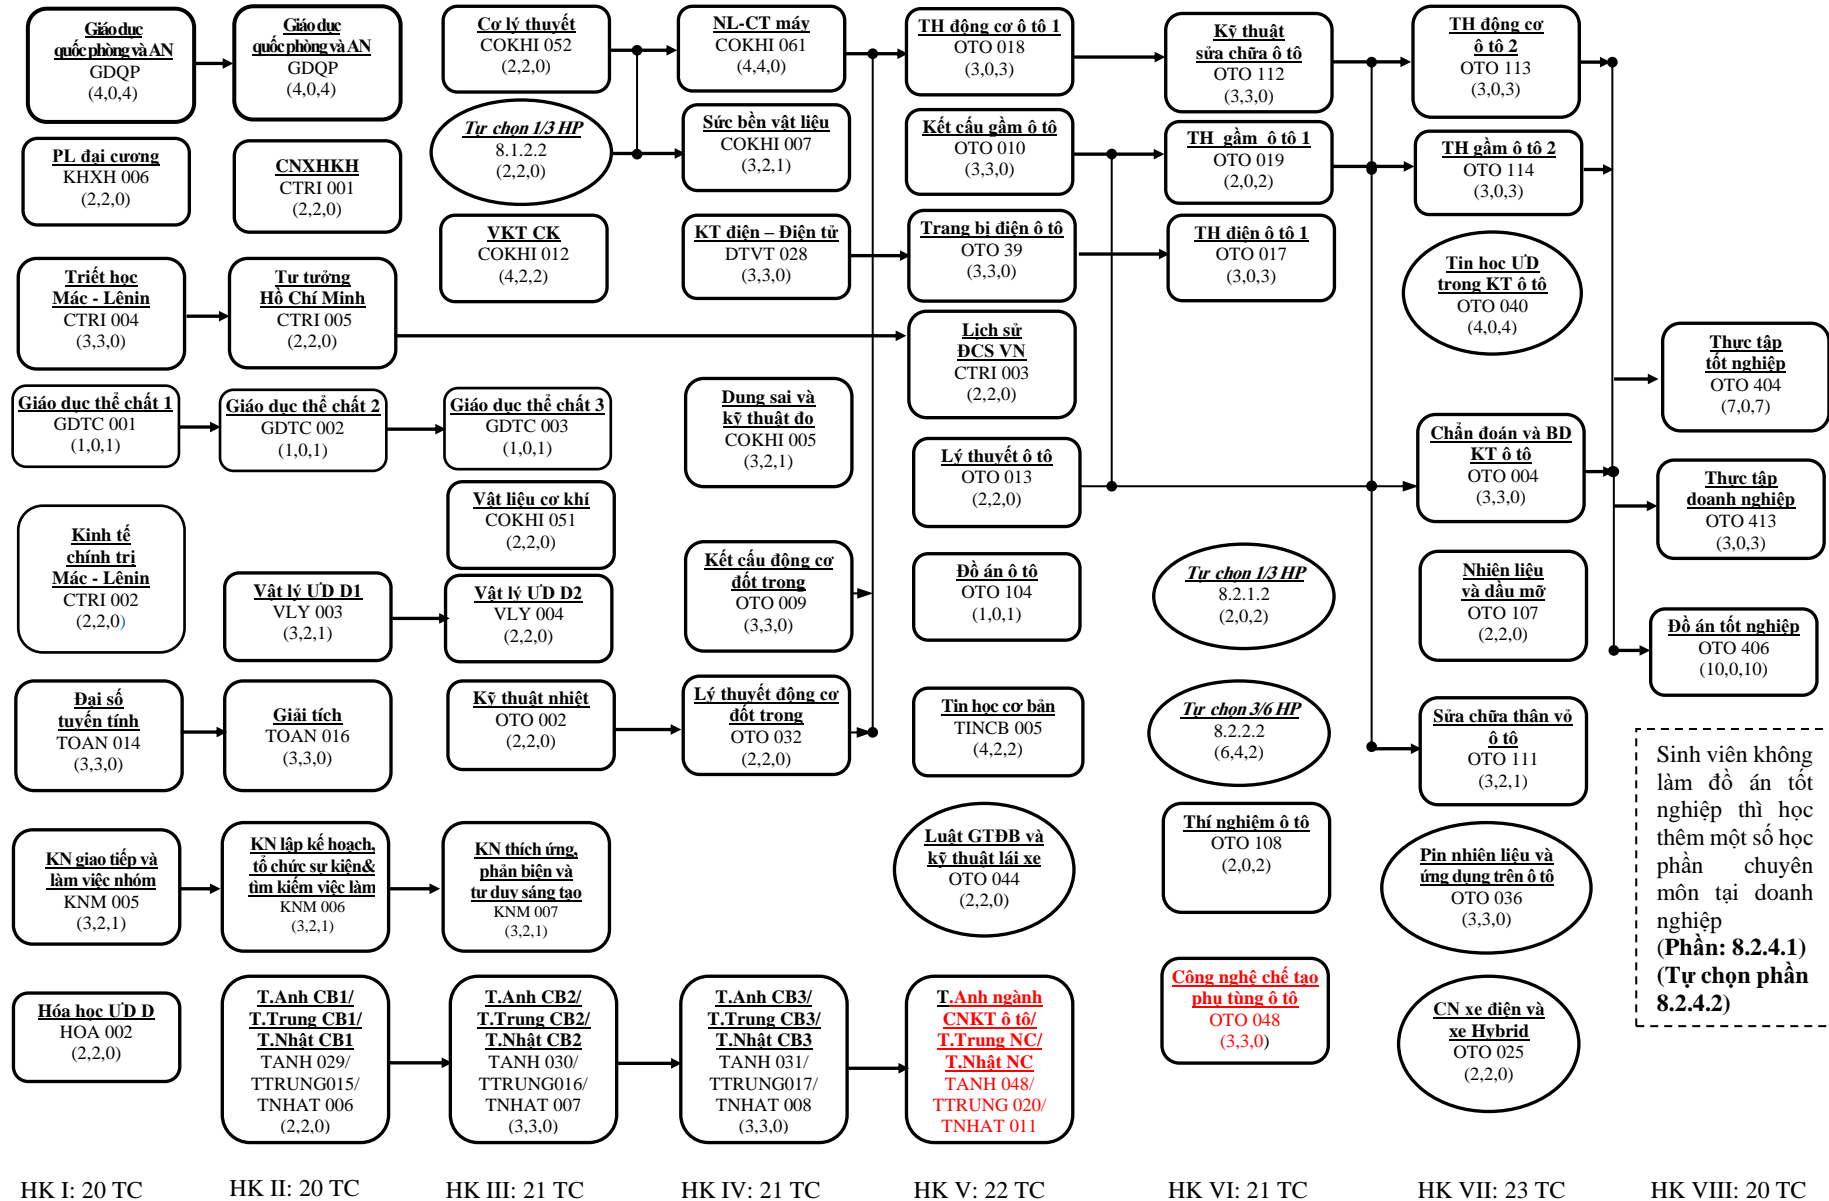 Giáo dục
quốc phòng và AN
GDQP
(4,0,4)
PL đại cương
KHXH 006
(2,2,0)
Triết học
Mác - Lênin
CTRI 004
(3,3,0)
Giáo dục thể chất 1
GDTC 001
(1,0,1)
Kinh tế
chính trị
Mác - Lênin
CTRI 002
(2,2,0)
Đại số
tuyến tính
TOAN 014
(3,3,0)
KN giao tiếp và
làm việc nhóm
KNM 005
(3,2,1)
Hóa học ƯD D
HOA 002
(2,2,0)
HK I: 20 TC
Giáo dục
quốc phòng và AN
GDQP
(4,0,4)
CNXHKH
CTRI 001
(2,2,0)
Tư tưởng
Hồ Chí Minh
CTRI 005
(2,2,0)
Giáo dục thể chất 2
GDTC 002
(1,0,1)
Vật lý ƯD D1
VLY 003
(3,2,1)
Giải tích
TOAN 016
(3,3,0)
KN lập kế hoạch,
tổ chức sự kiện&
tìm kiếm việc làm
KNM 006
(3,2,1)
T.Anh CB1/
T.Trung CB1/
T.Nhật CB1
TANH 029/
TTRUNG015/
TNHAT 006
(2,2,0)
HK II: 20 TC
Cơ lý thuyết
COKHI 052
(2,2,0)
Tự chọn 1/3 HP
8.1.2.2
(2,2,0)
VKT CK
COKHI 012
(4,2,2)
Giáo dục thể chất 3
GDTC 003
(1,0,1)
Vật liệu cơ khí
COKHI 051
(2,2,0)
Vật lý ƯD D2
VLY 004
(2,2,0)
Kỹ thuật nhiệt
OTO 002
(2,2,0)
KN thích ứng,
phản biện và
tư duy sáng tạo
KNM 007
(3,2,1)
T.Anh CB2/
T.Trung CB2/
T.Nhật CB2
TANH 030/
TTRUNG016/
TNHAT 007
(3,3,0)
HK III: 21 TC
NL-CT máy
COKHI 061
(4,4,0)
Sức bền vật liệu
COKHI 007
(3,2,1)
KT điện – Điện tử
DTVT 028
(3,3,0)
Dung sai và
kỹ thuật đo
COKHI 005
(3,2,1)
Kết cấu động cơ
đốt trong
OTO 009
(3,3,0)
Lý thuyết động cơ
đốt trong
OTO 032
(2,2,0)
T.Anh CB3/
T.Trung CB3/
T.Nhật CB3
TANH 031/
TTRUNG017/
TNHAT 008
(3,3,0)
HK IV: 21 TC
TH động cơ ô tô 1
OTO 018
(3,0,3)
Kết cấu gầm ô tô
OTO 010
(3,3,0)
Trang bị điện ô tô
OTO 39
(3,3,0)
Lịch sử
ĐCS VN
CTRI 003
(2,2,0)
Lý thuyết ô tô
OTO 013
(2,2,0)
Đồ án ô tô
OTO 104
(1,0,1)
Tin học cơ bản
TINCB 005
(4,2,2)
Luật GTĐB và
kỹ thuật lái xe
OTO 044
(2,2,0)
T.Anh ngành
CNKT ô tô/
T.Trung NC/
T.Nhật NC
TANH 048/
TTRUNG 020/
TNHAT 011
HK V: 22 TC
Kỹ thuật
sửa chữa ô tô
OTO 112
(3,3,0)
TH gầm ô tô 1
OTO 019
(2,0,2)
TH điện ô tô 1
OTO 017
(3,0,3)
Tự chọn 1/3 HP
8.2.1.2
(2,0,2)
Tự chọn 3/6 HP
8.2.2.2
(6,4,2)
Thí nghiệm ô tô
OTO 108
(2,0,2)
Công nghệ chế tạo
phụ tùng ô tô
OTO 048
(3,3,0)
HK VI: 21 TC
TH động cơ
ô tô 2
OTO 113
(3,0,3)
TH gầm ô tô 2
OTO 114
(3,0,3)
Tin học ƯD
trong KT ô tô
OTO 040
(4,0,4)
Chẩn đoán và BD
KT ô tô
OTO 004
(3,3,0)
Nhiên liệu
và dầu mỡ
OTO 107
(2,2,0)
Sửa chữa thân vỏ
ô tô
OTO 111
(3,2,1)
Pin nhiên liệu và
ứng dụng trên ô tô
OTO 036
(3,3,0)
CN xe điện và
xe Hybrid
OTO 025
(2,2,0)
HK VII: 23 TC
Thực tập
tốt nghiệp
OTO 404
(7,0,7)
Thực tập
doanh nghiệp
OTO 413
(3,0,3)
Đồ án tốt nghiệp
OTO 406
(10,0,10)
Sinh viên không
làm đồ án tốt
nghiệp thì học
thêm một số học
phần chuyên
môn tại doanh
nghiệp
(Phần: 8.2.4.1)
(Tự chọn phần
8.2.4.2)
HK VIII: 20 TC